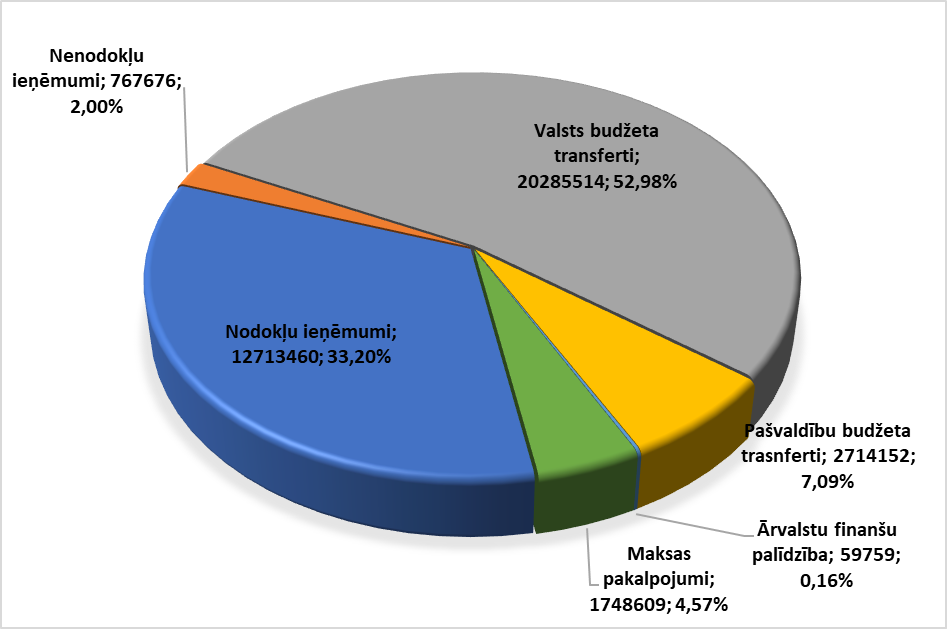 Nenodokļu
ieņēmumi; 767676;
2,00%
Valsts budžeta
transferti;
20285514; 52,98%
Nodokļu ieņēmumi;
12713460; 33,20%
Pašvaldību budžeta
trasnferti; 2714152;
7,09%
Ārvalstu finanšu
palīdzība; 59759;
0,16%
Maksas
pakalpojumi;
1748609; 4,57%